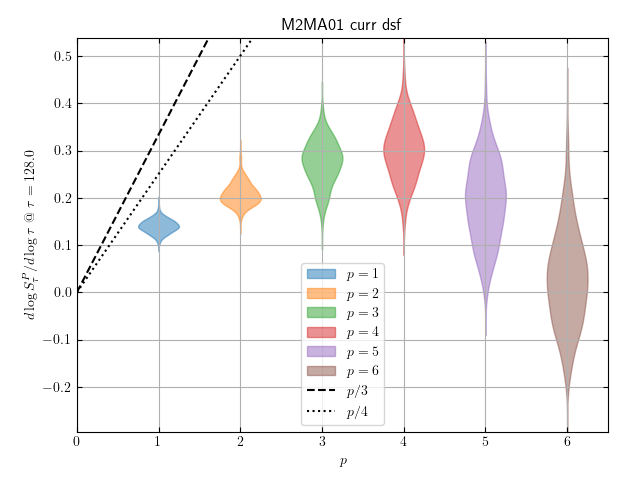 M2MA01 curr dsf
d log S_τ^P / d log τ @ τ = 128.0
0.5
0.4
0.3
0.2
0.1
0.0
−0.1
−0.2
p = 1
p = 2
p = 3
p = 4
p = 5
p = 6
p/3
p/4
0 1 2 3 4 5 6
p